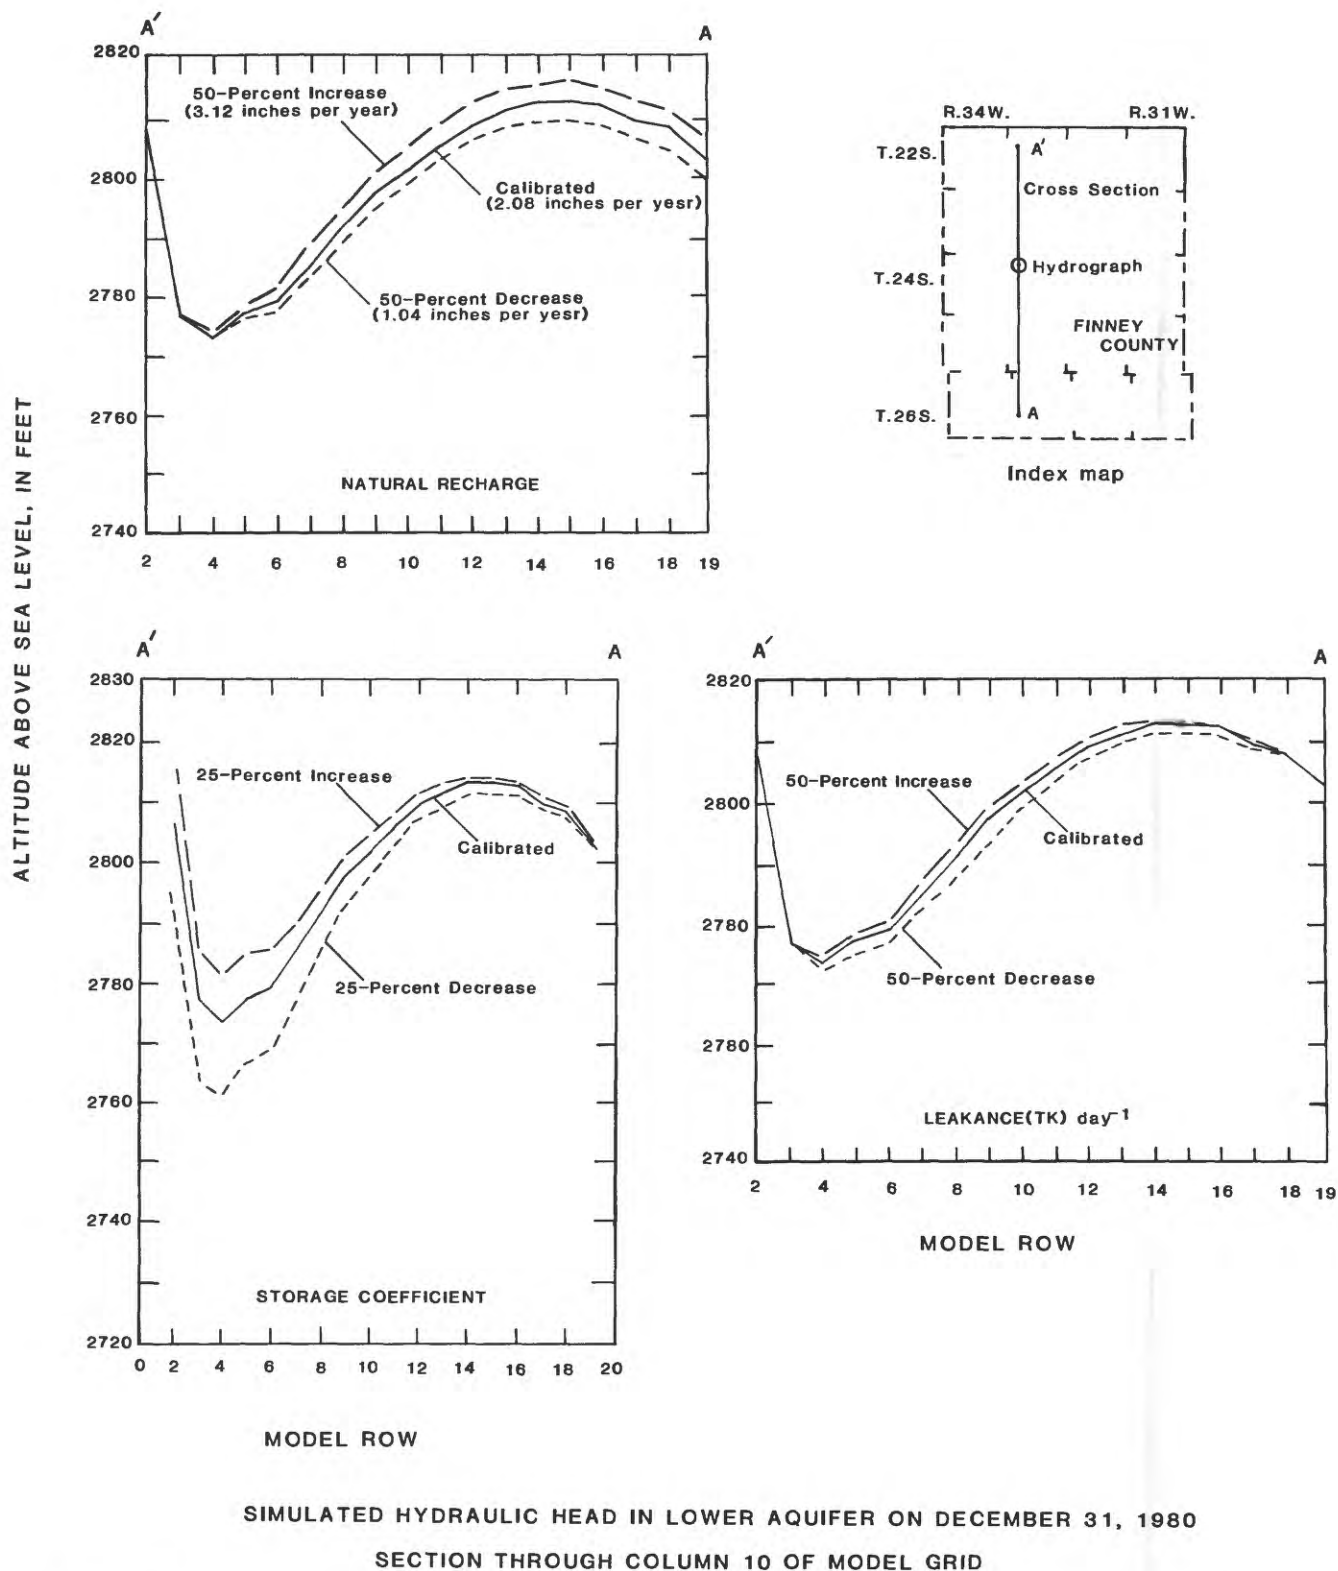 A′ A
2820
2800
2780
2760
2740
50-Percent Increase
(3.12 inches per year)
Calibrated
(2.08 inches per yesr)
50-Percent Decrease
(1.04 inches per yesr)
NATURAL RECHARGE
2 4 6 8 10 12 14 16 18 19
R.34W. R.31W.
T.22S.
A′
Cross Section
T.24S.
Hydrograph
FINNEY
COUNTY
T.26S.
A
Index map
ALTITUDE ABOVE SEA LEVEL, IN FEET
A′ A
2830
2820
2810
2800
2790
2780
2770
2760
2750
2740
2730
2720
25-Percent Increase
Calibrated
25-Percent Decrease
STORAGE COEFFICIENT
0 2 4 6 8 10 12 14 16 18 20
MODEL ROW
A′ A
2820
2800
2780
2780
2740
50-Percent Increase
Calibrated
50-Percent Decrease
LEAKANCE(TK) day-1
2 4 6 8 10 12 14 16 18 19
MODEL ROW
SIMULATED HYDRAULIC HEAD IN LOWER AQUIFER ON DECEMBER 31, 1980
SECTION THROUGH COLUMN 10 OF MODEL GRID